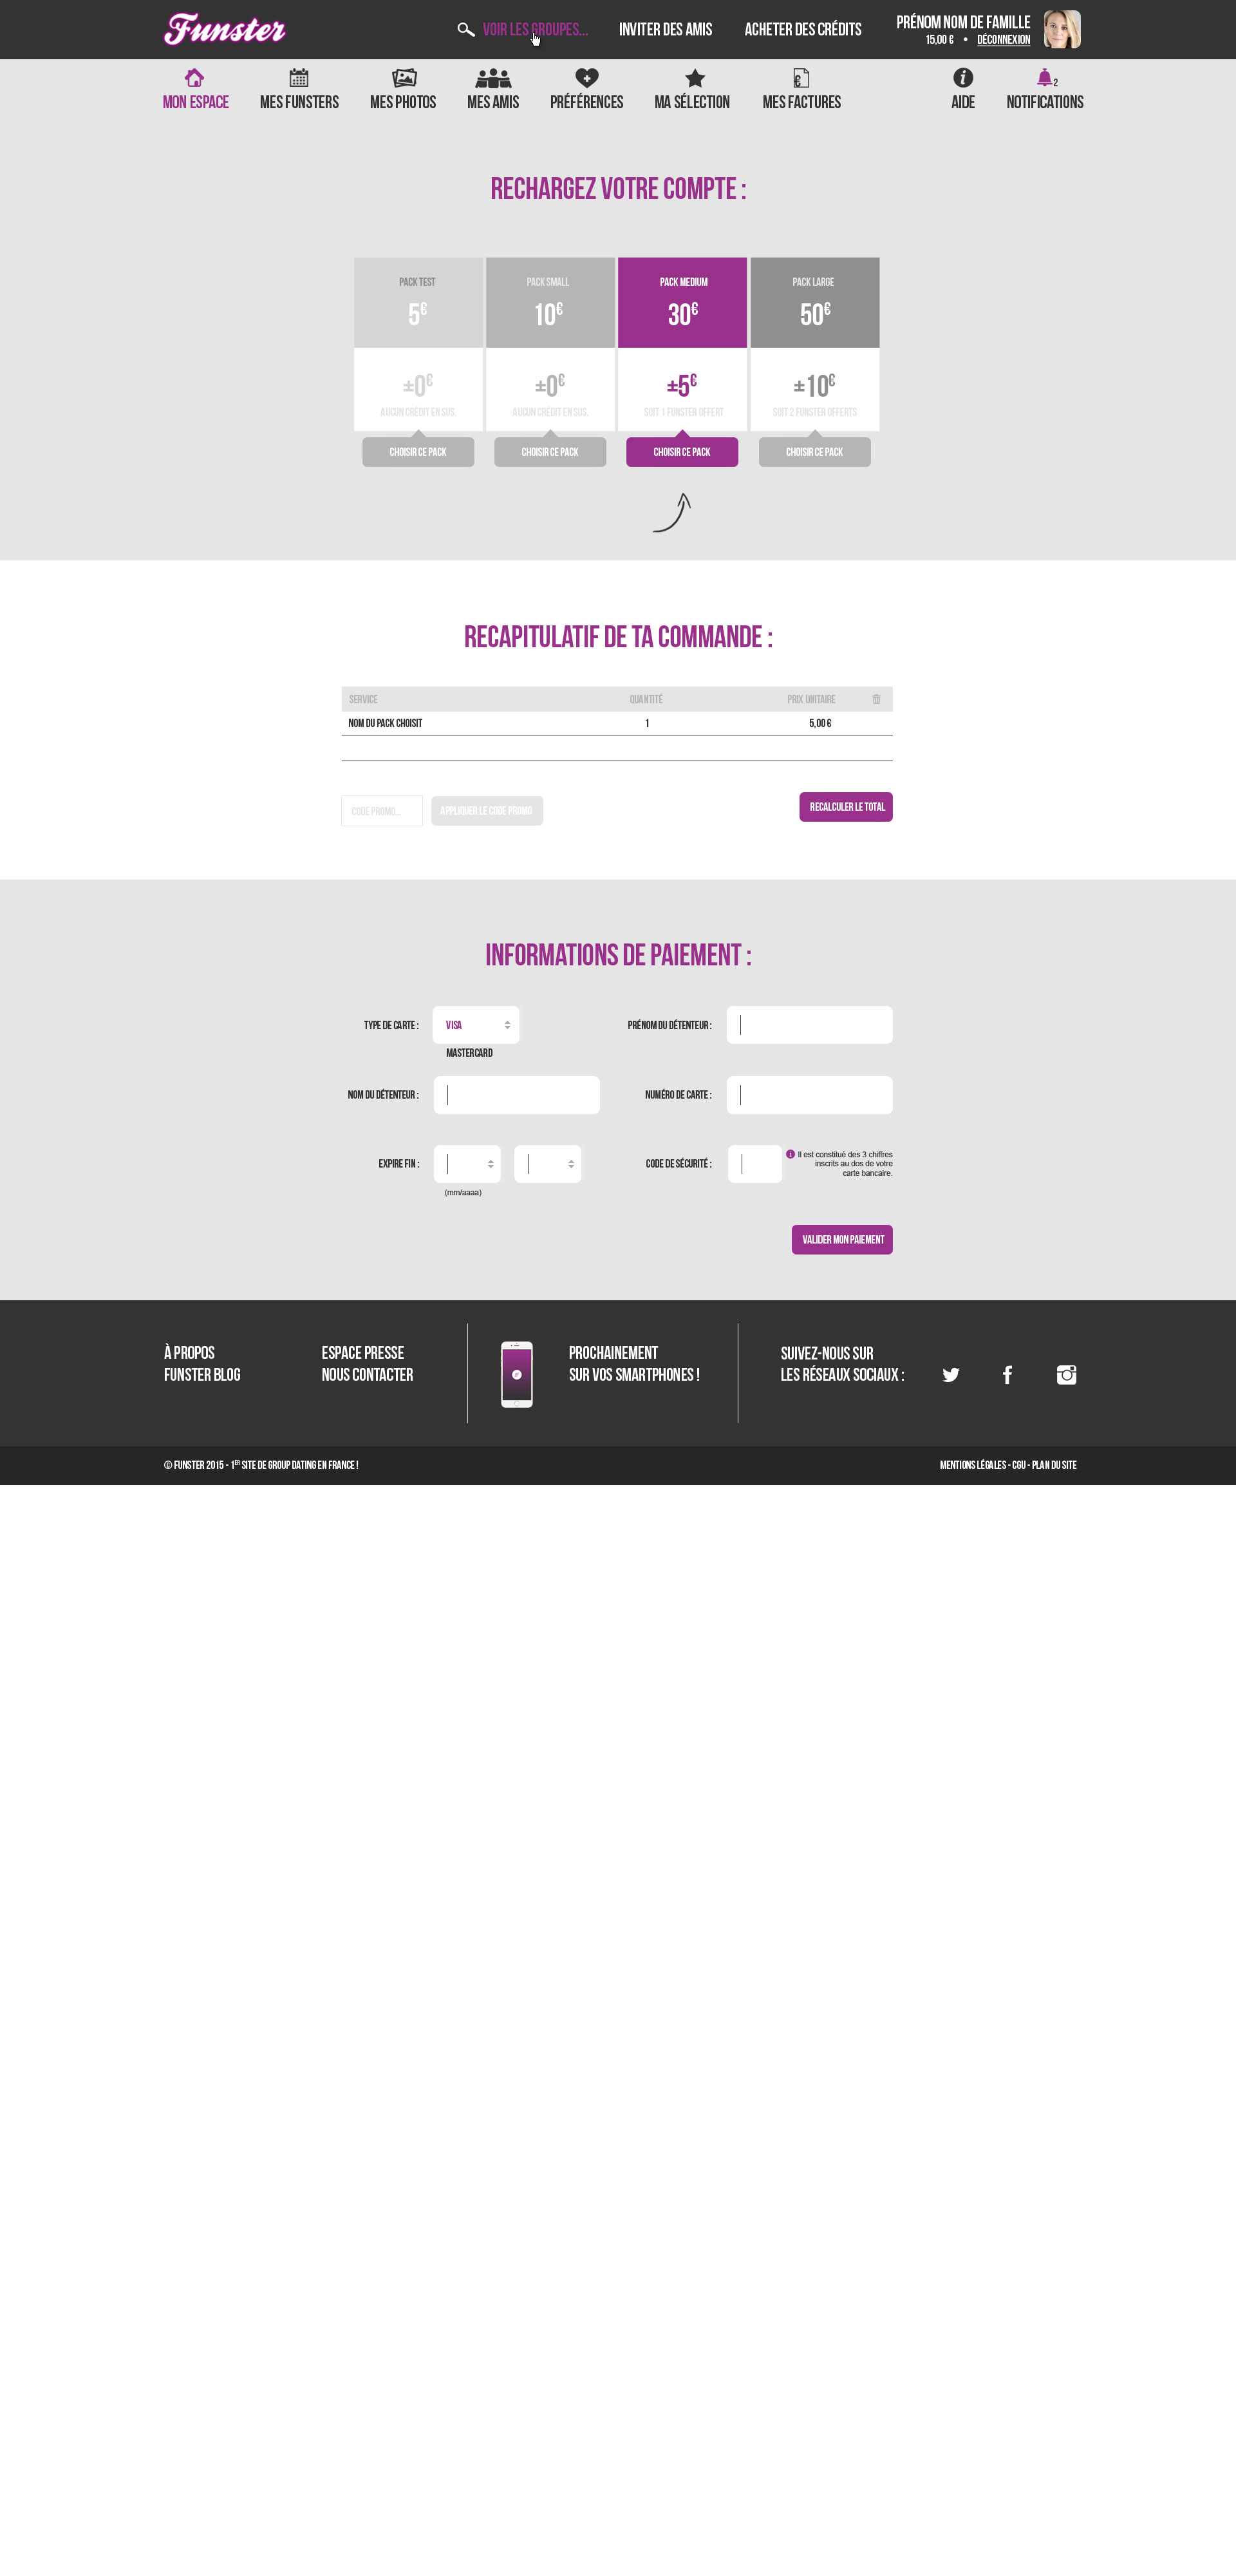 Funster
VOIR LES GROUPES...
INVITER DES AMIS
ACHETER DES CRÉDITS
PRÉNOM NOM DE FAMILLE
15,00 € • DÉCONNEXION
MON ESPACE
MES FUNSTERS
MES PHOTOS
MES AMIS
PRÉFÉRENCES
MA SÉLECTION
MES FACTURES
AIDE
2
NOTIFICATIONS
RECHARGEZ VOTRE COMPTE :
PACK TEST
5€
±0€
AUCUN CRÉDIT EN SUS.
CHOISIR CE PACK
PACK SMALL
10€
±0€
AUCUN CRÉDIT EN SUS.
CHOISIR CE PACK
PACK MEDIUM
30€
±5€
SOIT 1 FUNSTER OFFERT
CHOISIR CE PACK
PACK LARGE
50€
±10€
SOIT 2 FUNSTER OFFERTS
CHOISIR CE PACK
RECAPITULATIF DE TA COMMANDE :
SERVICE QUANTITÉ PRIX UNITAIRE
NOM DU PACK CHOISIT 1 5,00 €
CODE PROMO...
APPLIQUER LE CODE PROMO
RECALCULER LE TOTAL
INFORMATIONS DE PAIEMENT :
TYPE DE CARTE : VISA
MASTERCARD
PRÉNOM DU DÉTENTEUR :
NOM DU DÉTENTEUR :
NUMÉRO DE CARTE :
EXPIRE FIN :
(mm/aaaa)
CODE DE SÉCURITÉ :
Il est constitué des 3 chiffres
inscrits au dos de votre
carte bancaire.
VALIDER MON PAIEMENT
À PROPOS
FUNSTER BLOG
ESPACE PRESSE
NOUS CONTACTER
PROCHAINEMENT
SUR VOS SMARTPHONES !
SUIVEZ-NOUS SUR
LES RÉSEAUX SOCIAUX :
© FUNSTER 2015 - 1ER SITE DE GROUP DATING EN FRANCE !
MENTIONS LÉGALES - CGU - PLAN DU SITE